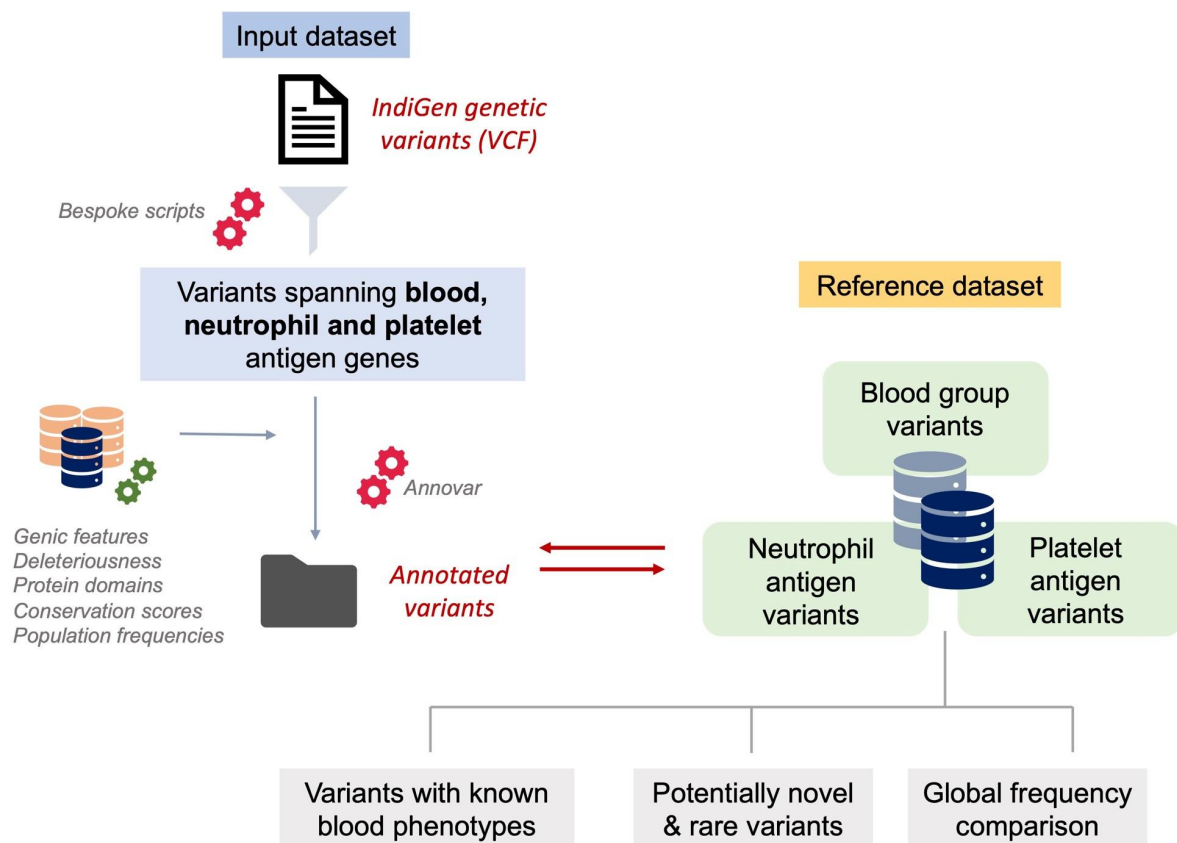 Input dataset
IndiGen genetic
variants (VCF)
Bespoke scripts
Variants spanning blood,
neutrophil and platelet
antigen genes
Annovar
Genic features
Deleteriousness
Protein domains
Conservation scores
Population frequencies
Annotated
variants
Reference dataset
Blood group
variants
Neutrophil
antigen
variants
Platelet
antigen
variants
Variants with known
blood phenotypes
Potentially novel
& rare variants
Global frequency
comparison